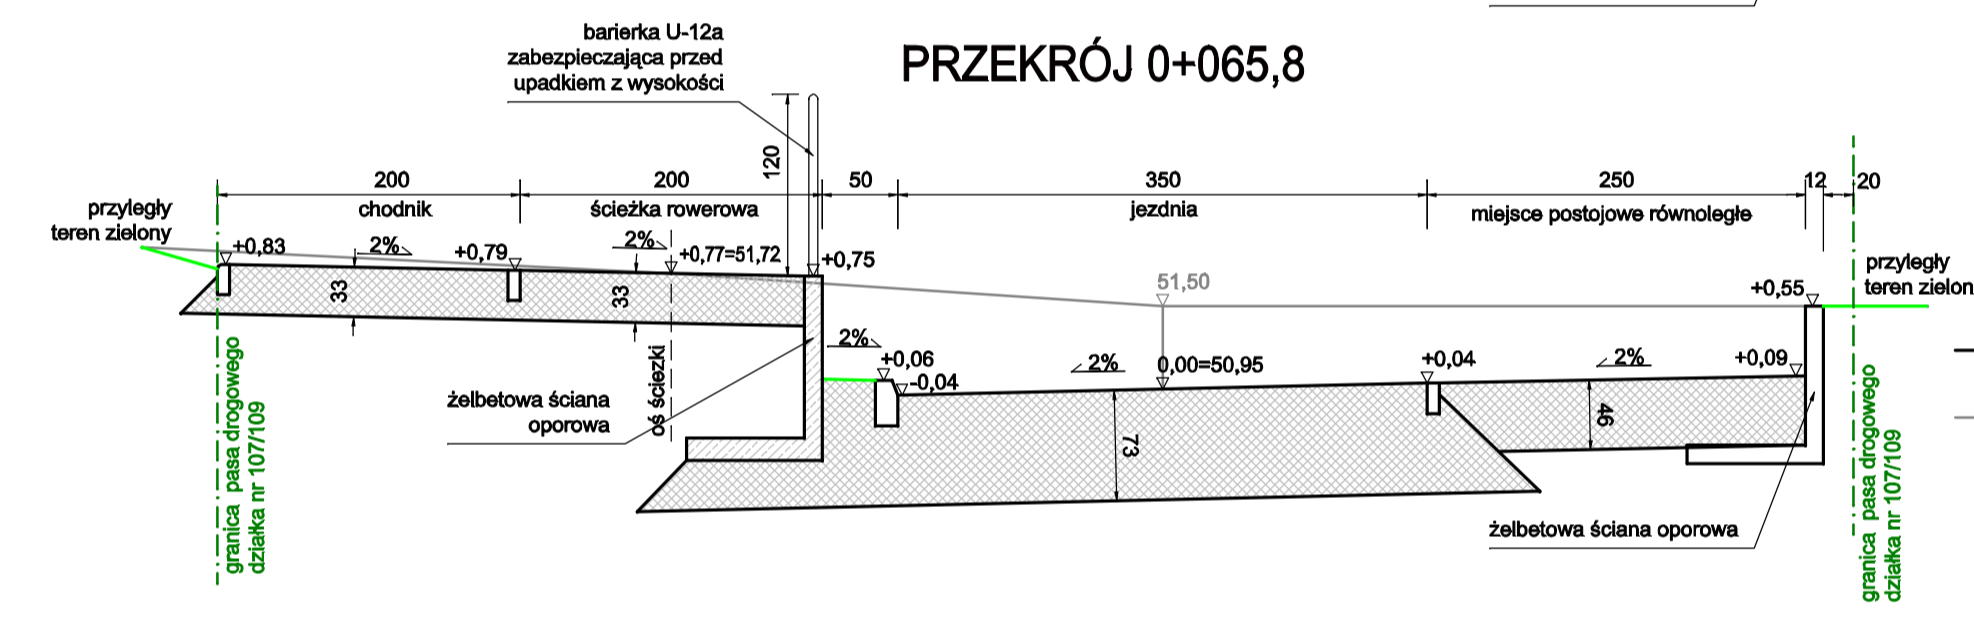 barierka U-12a
zabezpieczająca przed
upadkiem z wysokości
PRZEKRÓJ 0+065,8
120
200
200
50
350
250
12
20
chodnik
ścieżka rowerowa
jezdnia
miejsce postojowe równoległe
przyległy
teren zielony
+0,83
2%
+0,79
2%
+0,77=51,72
+0,75
51,50
+0,55
przyległy
teren zielon
33
33
2%
+0,06
-0,04
2%
0,00=50,95
+0,04
2%
+0,09
oś ściezki
żelbetowa ściana
oporowa
73
46
żelbetowa ściana oporowa
granica pasa drogowego
działka nr 107/109
granica pasa drogowego
działka nr 107/109